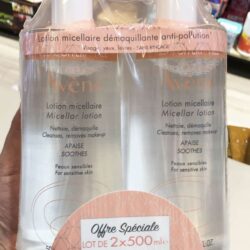 Lotion micellaire démaquillante anti-pollution
Visage, yeux, lèvres - SANS RINÇAGE
Avène
Lotion micellaire
Micellar lotion
Nettoie, démaquille
Cleanses, removes makeup
APAISE
SOOTHES
Peaux sensibles
For sensitive skin
Lotion micellaire
Micellar lotion
Nettoie, démaquille
Cleanses, removes makeup
APAISE
SOOTHES
Peaux sensibles
For sensitive skin
Offre Spéciale
LOT DE 2x500mL